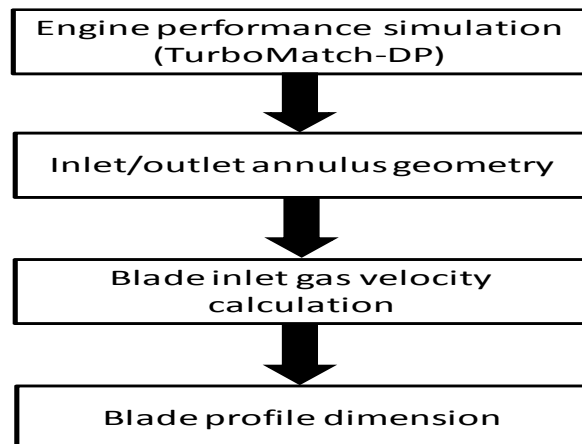 Engine performance simulation
(TurboMatch-DP)
Inlet/outlet annulus geometry
Blade inlet gas velocity
calculation
Blade profile dimension